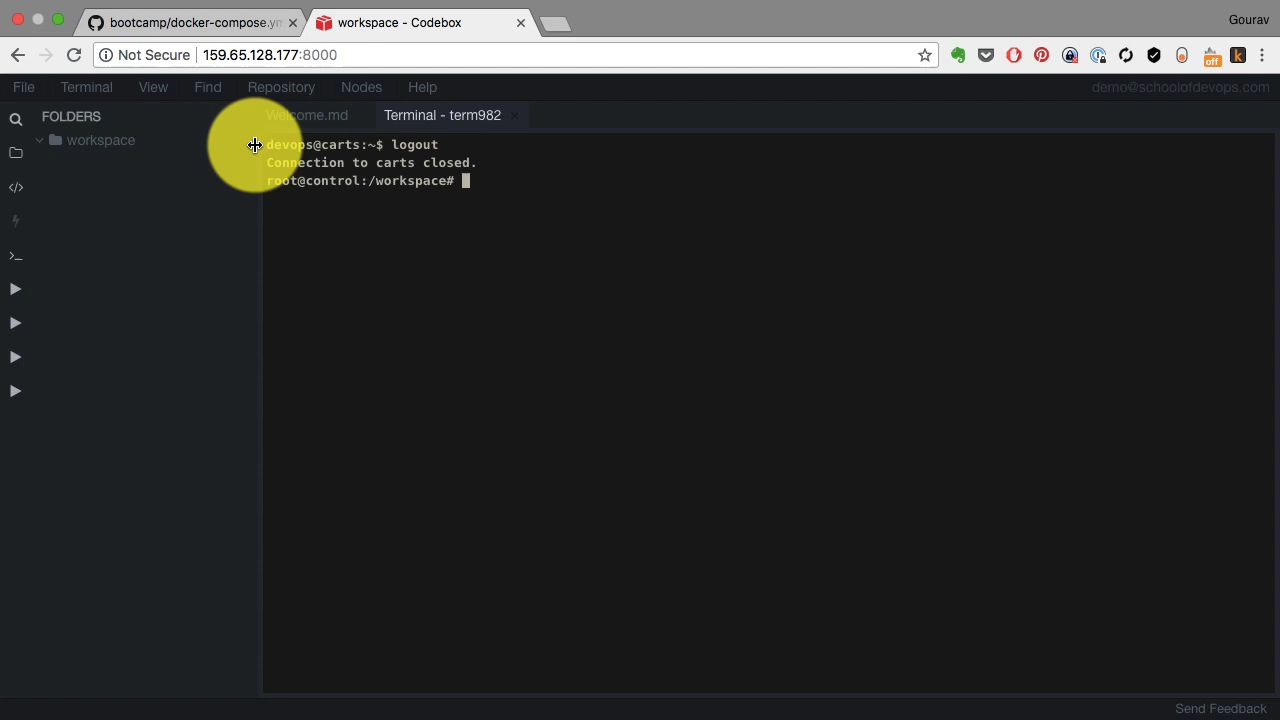 bootcamp/docker-compose.ym
workspace - Codebox
Gourav
Not Secure
159.65.128.177:8000
off
k
File
Terminal
View
Find
Repository
Nodes
Help
demo@schoolofdevops.com
FOLDERS
workspace
Welcome.md
Terminal - term982
devops@carts:~$ logout
Connection to carts closed.
root@control:/workspace#
Send Feedback